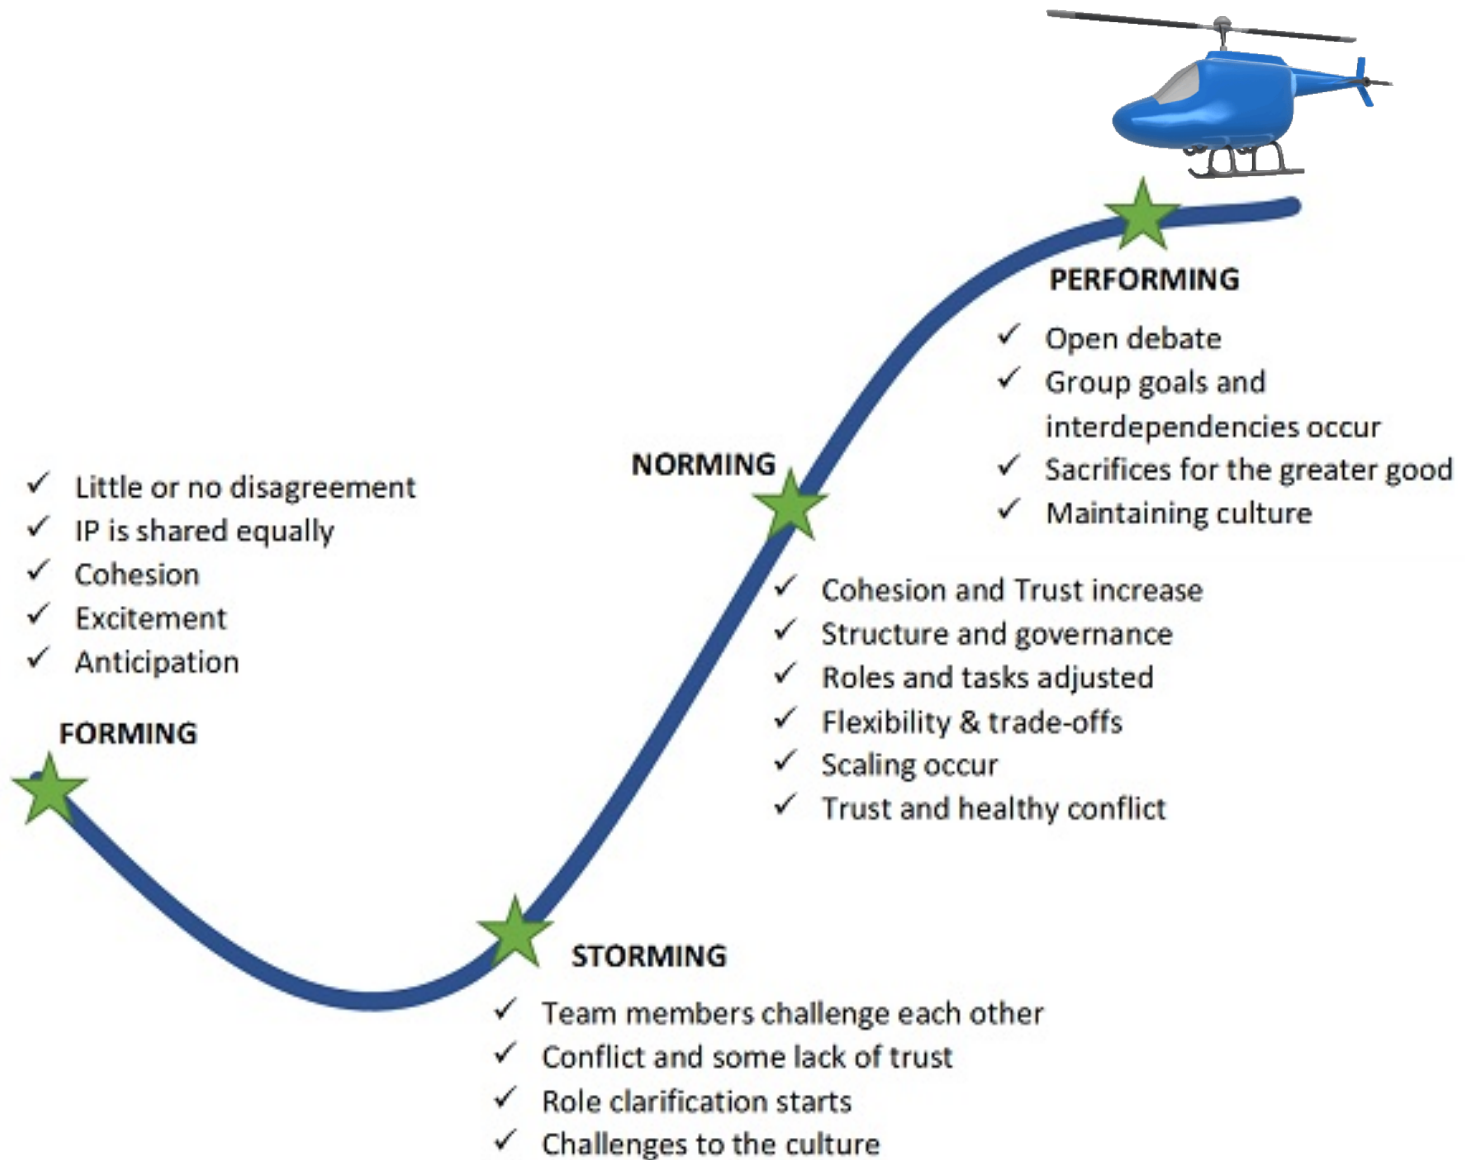 FORMING
✓ Little or no disagreement
✓ IP is shared equally
✓ Cohesion
✓ Excitement
✓ Anticipation
STORMING
✓ Team members challenge each other
✓ Conflict and some lack of trust
✓ Role clarification starts
✓ Challenges to the culture
NORMING
✓ Cohesion and Trust increase
✓ Structure and governance
✓ Roles and tasks adjusted
✓ Flexibility & trade-offs
✓ Scaling occur
✓ Trust and healthy conflict
PERFORMING
✓ Open debate
✓ Group goals and
interdependencies occur
✓ Sacrifices for the greater good
✓ Maintaining culture